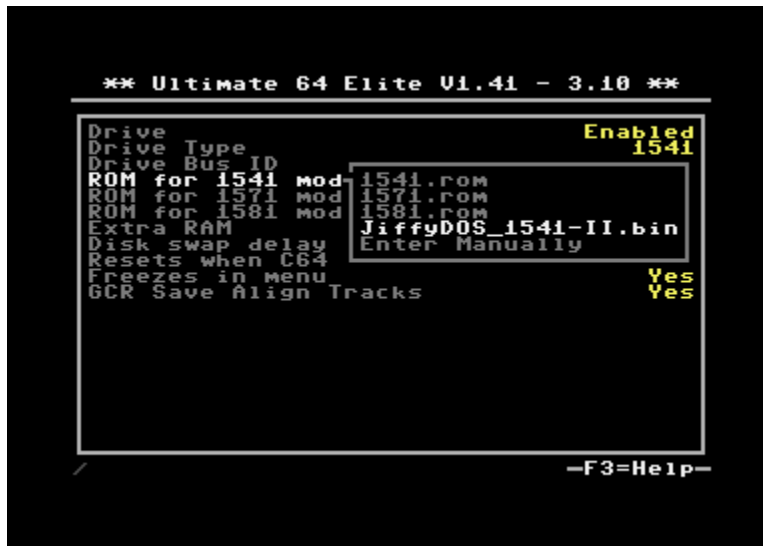 ** Ultimate 64 Elite V1.41 - 3.10 **
Drive Enabled
Drive Type 1541
Drive Bus ID
ROM for 1541 mod 1541.rom
ROM for 1571 mod 1571.rom
ROM for 1581 mod 1581.rom
Extra RAM JiffyDOS_1541-II.bin
Disk swap delay Enter Manually
Resets when C64
Freezes in menu Yes
GCR Save Align Tracks Yes
/ F3=Help